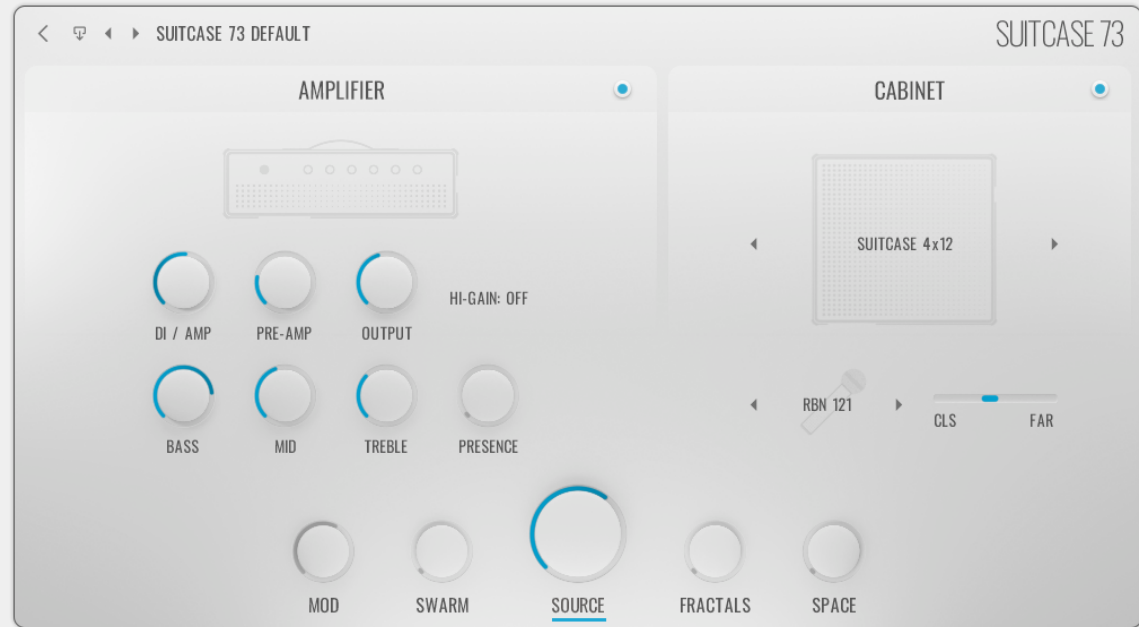 SUITCASE 73 DEFAULT
SUITCASE 73
AMPLIFIER
CABINET
SUITCASE 4x12
DI / AMP
PRE-AMP
OUTPUT
HI-GAIN: OFF
BASS
MID
TREBLE
PRESENCE
RBN 121
CLS
FAR
MOD
SWARM
SOURCE
FRACTALS
SPACE